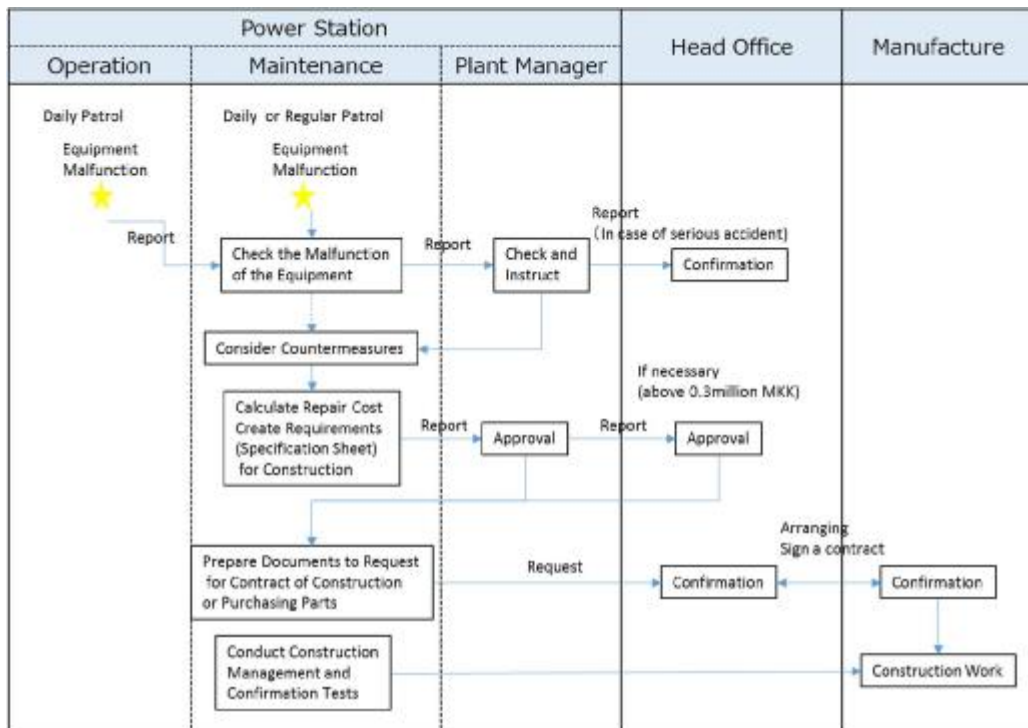 Power Station
Head Office
Manufacture
Operation
Maintenance
Plant Manager
Daily Patrol
Equipment
Malfunction
Daily or Regular Patrol
Equipment
Malfunction
Report
Check the Malfunction
of the Equipment
Report
Check and
Instruct
Report
(In case of serious accident)
Confirmation
Consider Countermeasures
If necessary
(above 0.3million MKK)
Calculate Repair Cost
Create Requirements
(Specification Sheet)
for Construction
Report
Approval
Report
Approval
Arranging
Sign a contract
Prepare Documents to Request
for Contract of Construction
or Purchasing Parts
Request
Confirmation
Confirmation
Conduct Construction
Management and
Confirmation Tests
Construction Work